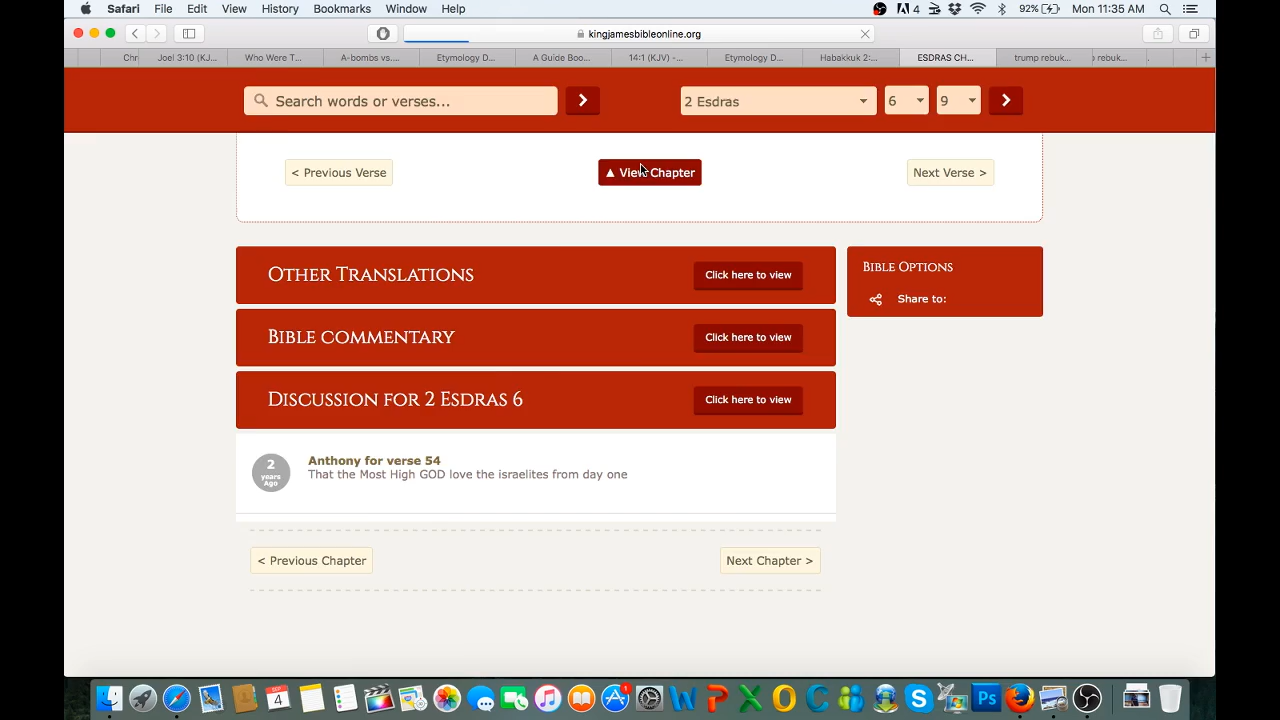 Safari File Edit View History Bookmarks Window Help 4 92% Mon 11:35 AM
kingjamesbibleonline.org
Chr Joel 3:10 (KJ... Who Were T... A-bombs vs.... Etymology D... A Guide Boo... 14:1 (KJV) -... Etymology D... Habakkuk 2:... ESDRAS CH... trump rebuk... rebuk...
Search words or verses... 2 Esdras 6 9
< Previous Verse ▲ View Chapter Next Verse >
Other Translations Click here to view
Bible Options
Share to:
Bible commentary Click here to view
Discussion for 2 Esdras 6 Click here to view
2 years Ago
Anthony for verse 54
That the Most High GOD love the israelites from day one
< Previous Chapter Next Chapter >